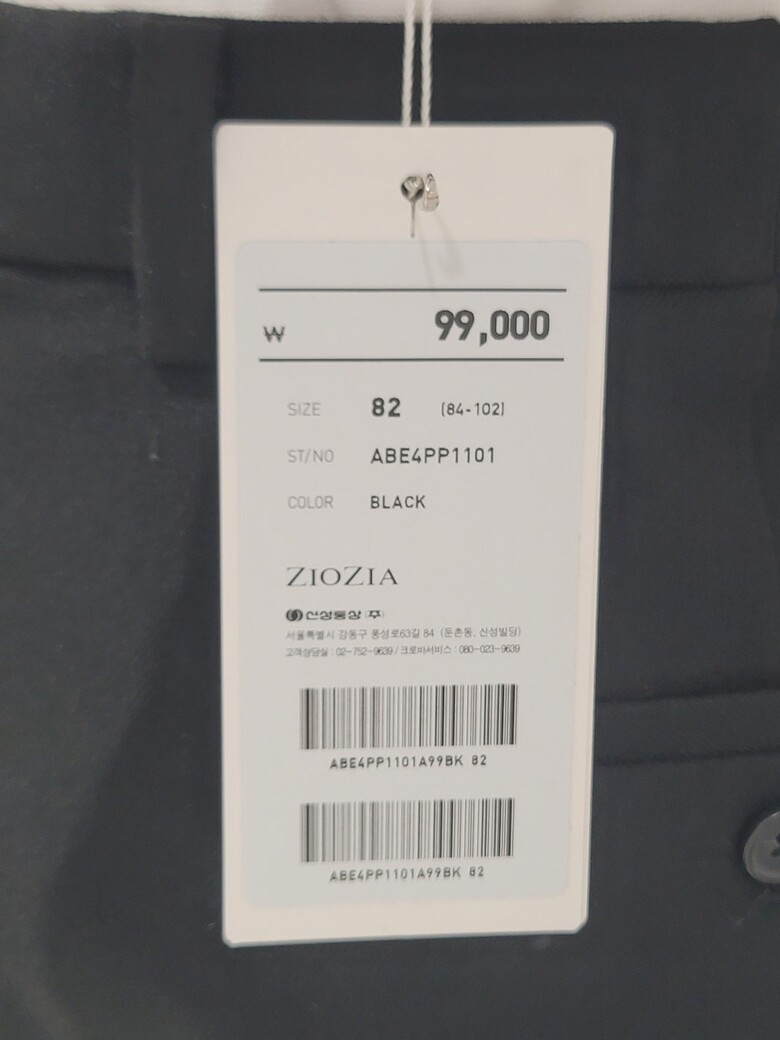 ₩ 99,000
SIZE 82 (84-102)
ST/NO ABE4PP1101
COLOR BLACK
ZIOZIA
신성통상(주)
서울특별시 강동구 풍성로63길 84 (둔촌동, 신성빌딩)
고객상담실 : 02-752-9639 / 크로바서비스 : 080-023-9639
ABE4PP1101A99BK 82
ABE4PP1101A99BK 82